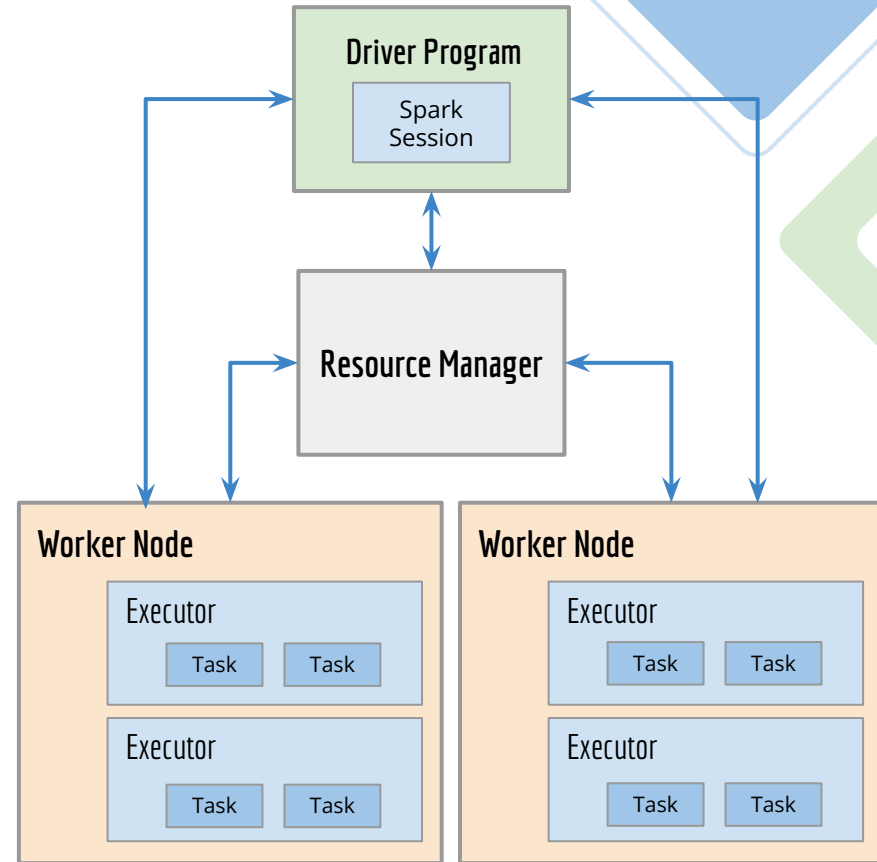 Driver Program
Spark
Session
Resource Manager
Worker Node
Executor
Task Task
Executor
Task Task
Worker Node
Executor
Task Task
Executor
Task Task